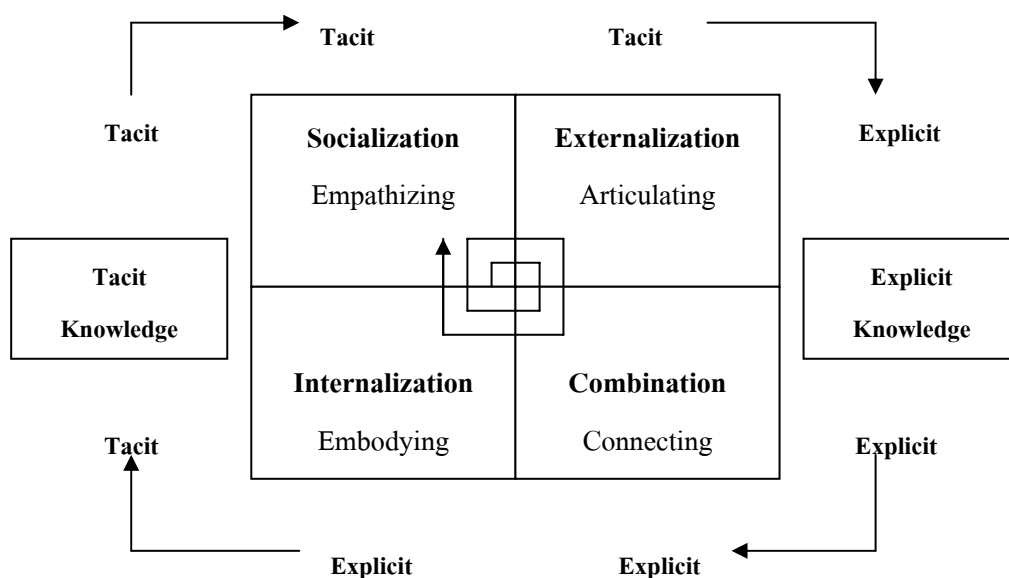 Tacit
Tacit
Tacit
Explicit
Socialization
Empathizing
Externalization
Articulating
Tacit
Knowledge
Explicit
Knowledge
Internalization
Embodying
Combination
Connecting
Tacit
Explicit
Explicit
Explicit